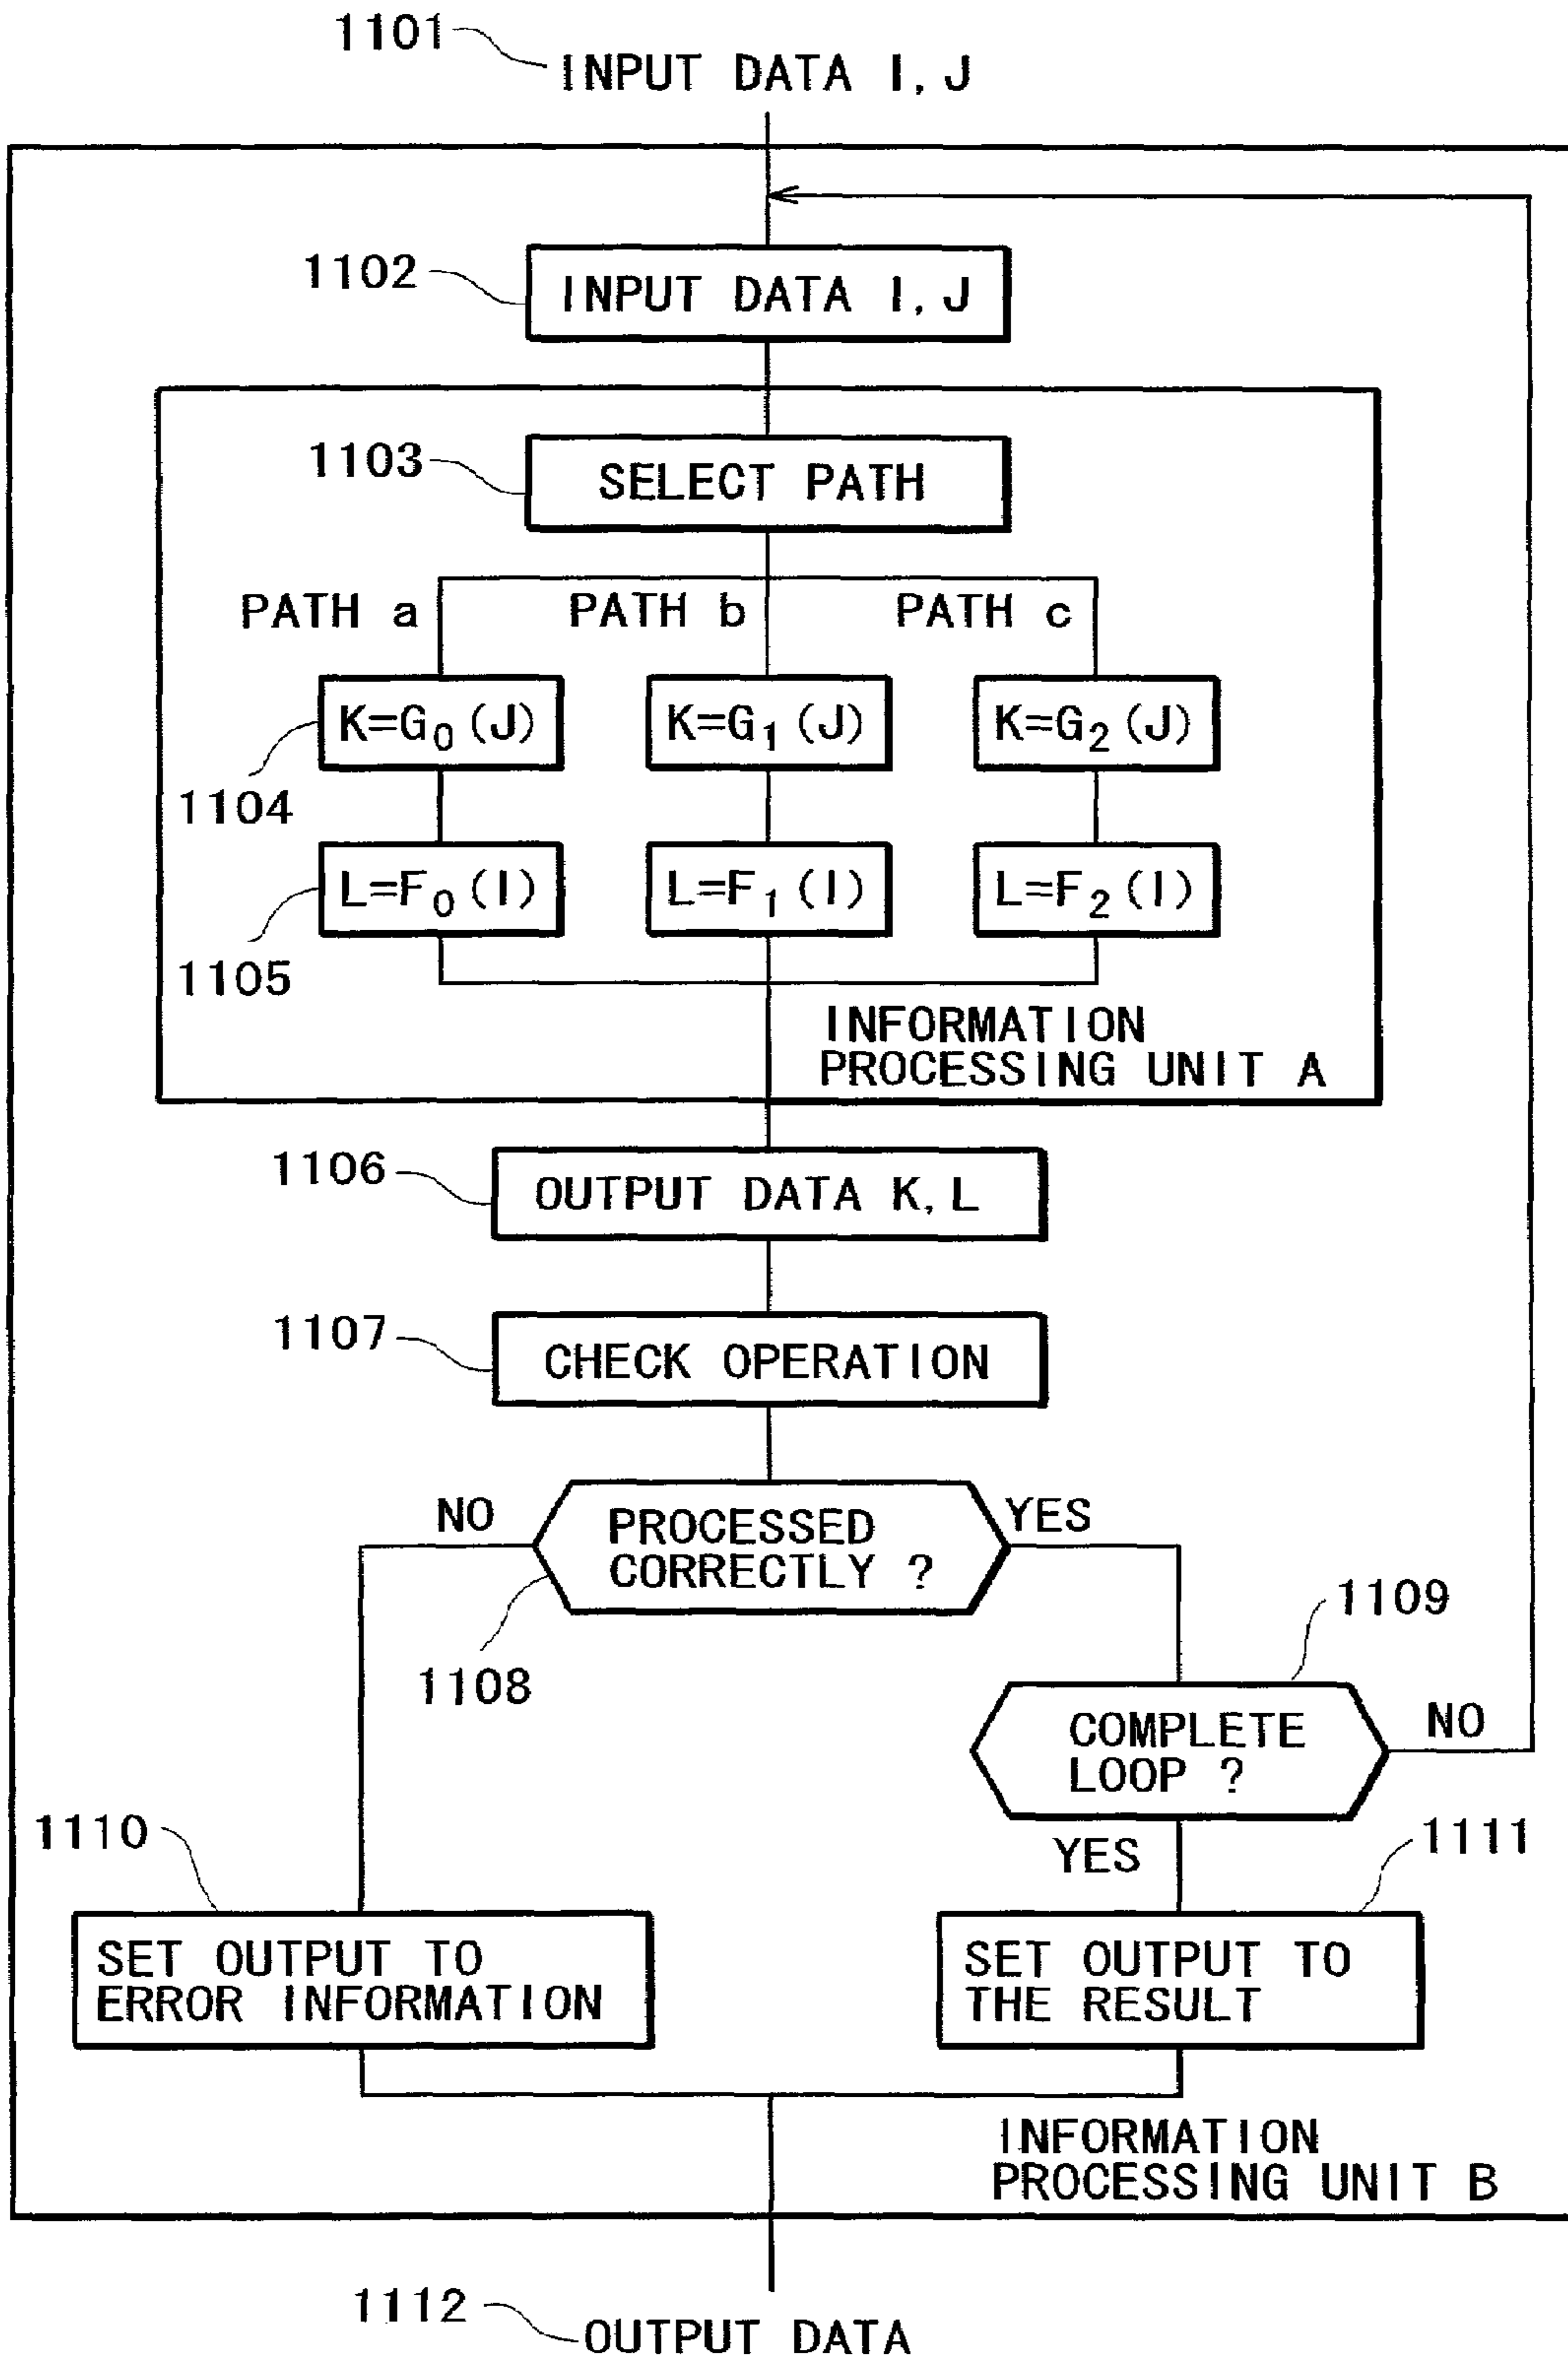 1101
INPUT DATA I, J
1102
INPUT DATA I, J
1103
SELECT PATH
PATH a
PATH b
PATH c
K=G₀(J)
K=G₁(J)
K=G₂(J)
1104
L=F₀(I)
L=F₁(I)
L=F₂(I)
1105
INFORMATION
PROCESSING UNIT A
1106
OUTPUT DATA K, L
1107
CHECK OPERATION
NO
PROCESSED
CORRECTLY ?
YES
1108
1109
COMPLETE
LOOP ?
NO
YES
1110
1111
SET OUTPUT TO
ERROR INFORMATION
SET OUTPUT TO
THE RESULT
INFORMATION
PROCESSING UNIT B
1112
OUTPUT DATA